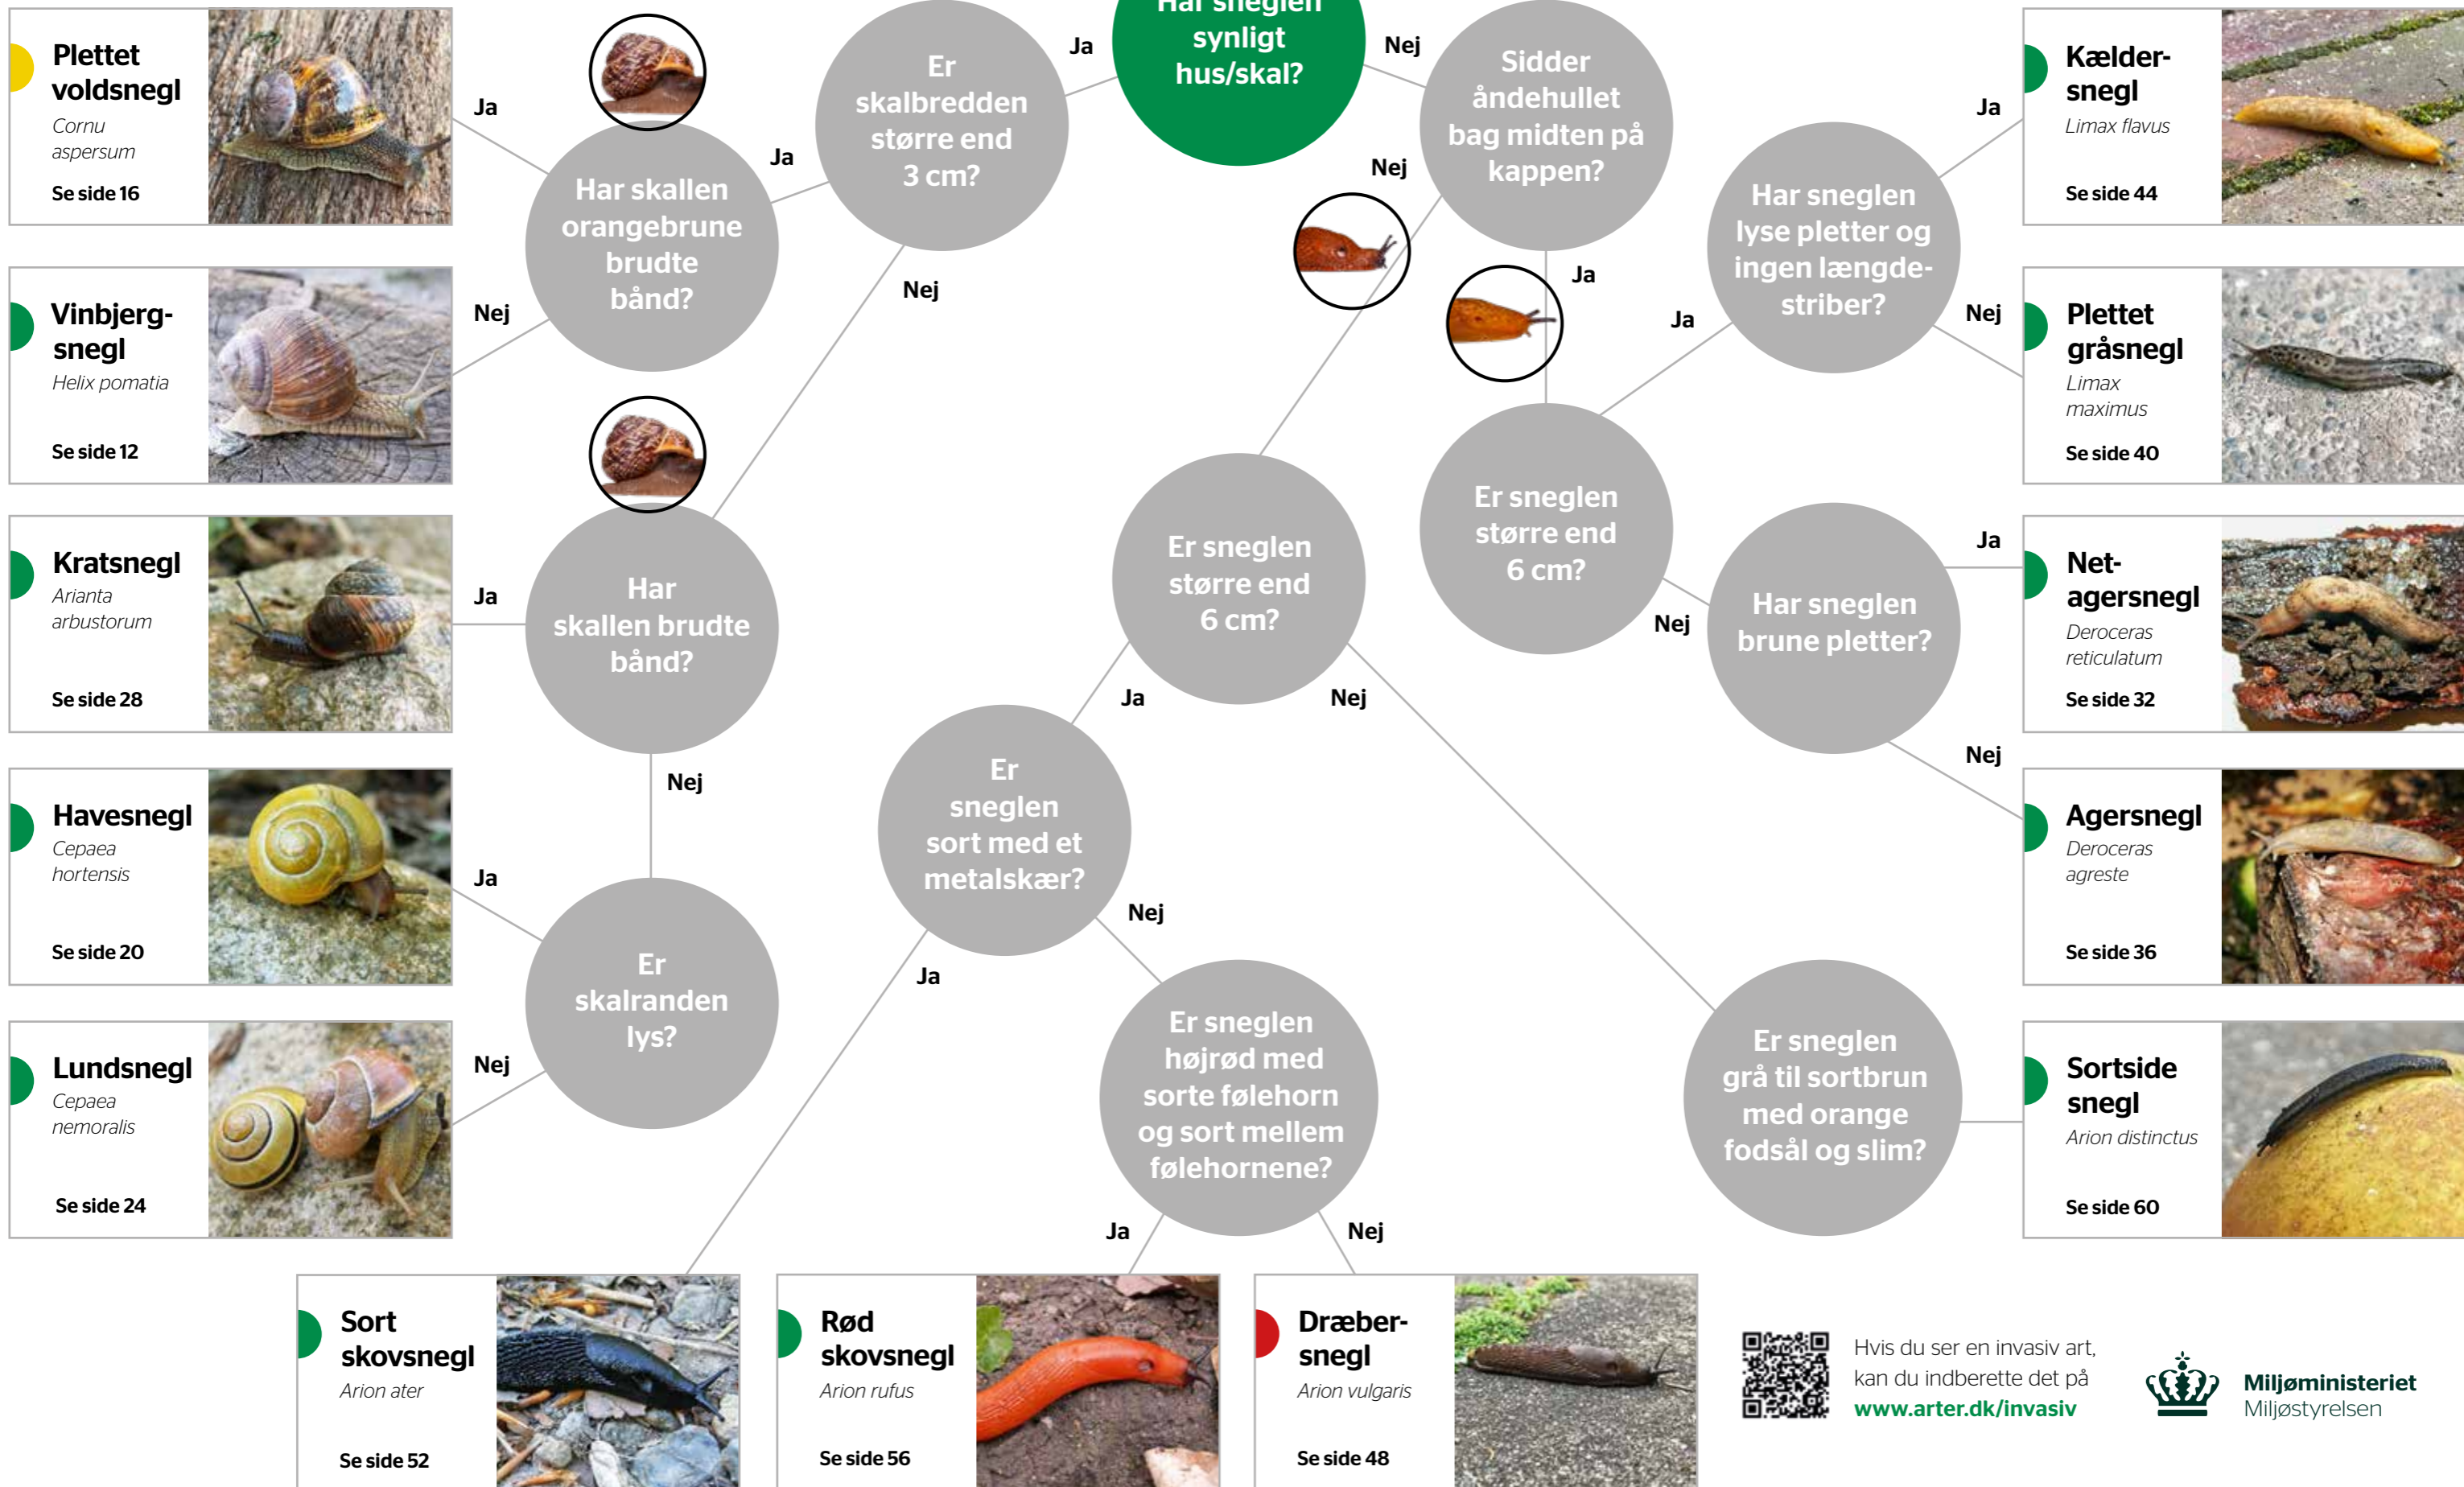 Har sneglen
synligt
hus/skal?
Ja
Nej
Er
skalbredden
større end
3 cm?
Ja
Nej
Har skallen
orangebrune
brudte
bånd?
Ja
Nej
Plettet
voldsnegl
Cornu
aspersum
Se side 16
Vinbjerg-
snegl
Helix pomatia
Se side 12
Har
skallen brudte
bånd?
Ja
Nej
Kratsnegl
Arianta
arbustorum
Se side 28
Er
skalranden
lys?
Ja
Nej
Havesnegl
Cepaea
hortensis
Se side 20
Lundsnegl
Cepaea
nemoralis
Se side 24
Sidder
åndehullet
bag midten på
kappen?
Nej
Ja
Er sneglen
større end
6 cm?
Ja
Nej
Har sneglen
lyse pletter og
ingen længde-
striber?
Ja
Nej
Kælder-
snegl
Limax flavus
Se side 44
Plettet
gråsnegl
Limax
maximus
Se side 40
Har sneglen
brune pletter?
Ja
Nej
Net-
agersnegl
Deroceras
reticulatum
Se side 32
Agersnegl
Deroceras
agreste
Se side 36
Er sneglen
større end
6 cm?
Ja
Nej
Er
sneglen
sort med et
metalskær?
Ja
Nej
Er sneglen
højrød med
sorte følehorn
og sort mellem
følehornene?
Ja
Nej
Er sneglen
grå til sortbrun
med orange
fodsål og slim?
Sortside
snegl
Arion distinctus
Se side 60
Sort
skovsnegl
Arion ater
Se side 52
Rød
skovsnegl
Arion rufus
Se side 56
Dræber-
snegl
Arion vulgaris
Se side 48
Hvis du ser en invasiv art,
kan du indberette det på
www.arter.dk/invasiv
Miljøministeriet
Miljøstyrelsen